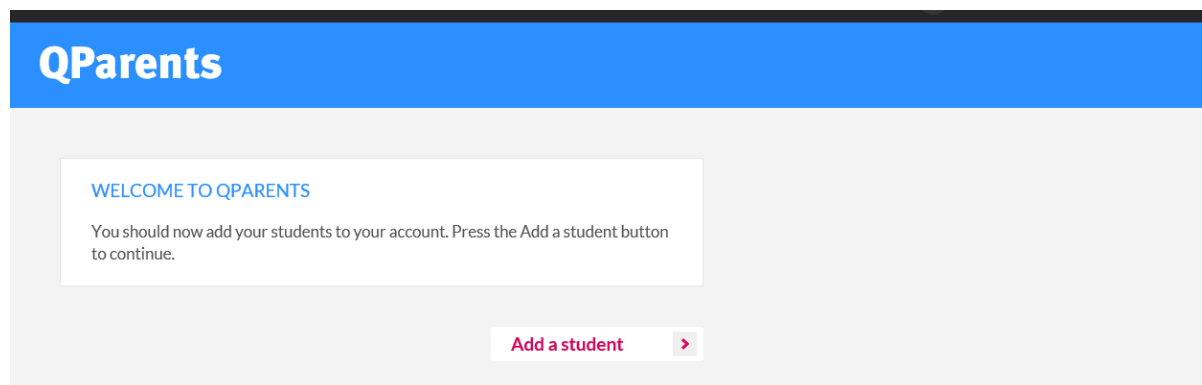 QParents
WELCOME TO QPARENTS
You should now add your students to your account. Press the Add a student button
to continue.
Add a student